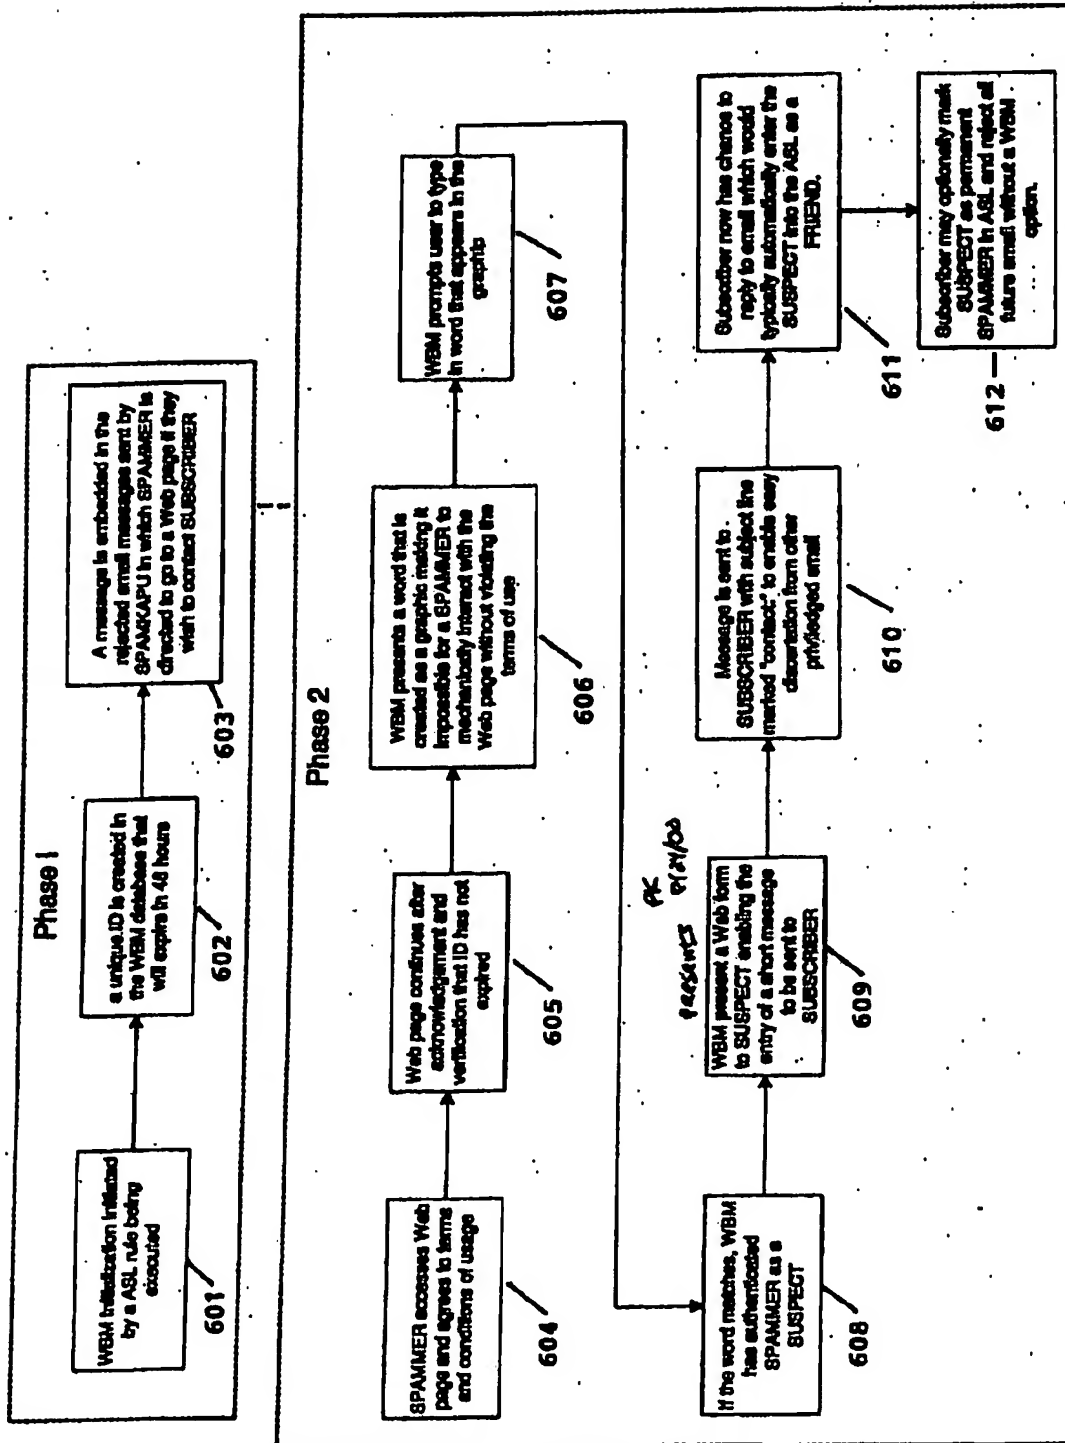 Phase 1
WBM Initialization initiated
by a ASL rule being
executed
601
a unique ID is created in
the WBM database that
will expire in 48 hours
602
A message is embedded in the
rejected email messages sent by
SPAMKAPU in which SPAMMER is
directed to go to a Web page if they
wish to contact SUBSCRIBER
603
Phase 2
SPAMMER accesses Web
page and agrees to terms
and conditions of usage
604
Web page continues after
acknowledgement and
verification that ID has not
expired
605
WBM presents a word that is
created as a graphic making it
impossible for a SPAMMER to
mechanically interact with the
Web page without violating the
terms of use
606
WBM prompts user to type
in word that appears in the
graphic
607
If the word matches, WBM
has authenticated
SPAMMER as a
SUSPECT
608
PRESENTS PK
WBM present a Web form
to SUSPECT enabling the
entry of a short message
to be sent to
SUBSCRIBER
609
Message is sent to
SUBSCRIBER with subject line
marked "contact:" to enable easy
discertation from other
priviledged email
610
Subscriber now has chance to
reply to email which would
typically automatically enter the
SUSPECT into the ASL as a
FRIEND.
611
Subscriber may optionally mark
SUSPECT as permanent
SPAMMER in ASL and reject all
future email without a WBM
option.
612